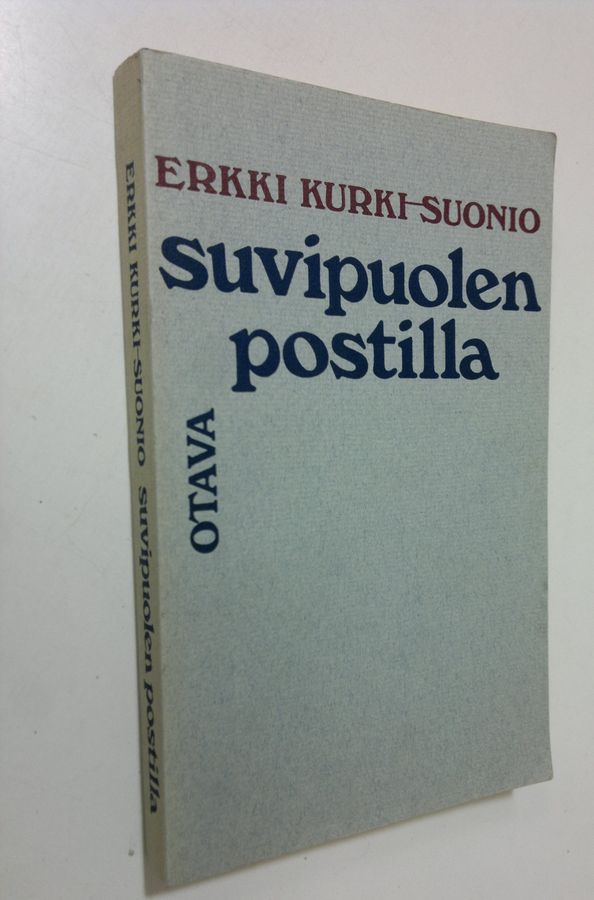 ERKKI KURKI-SUONIO
suvipuolen
postilla
OTAVA
ERKKI KURKI-SUONIO suvipuolen postilla